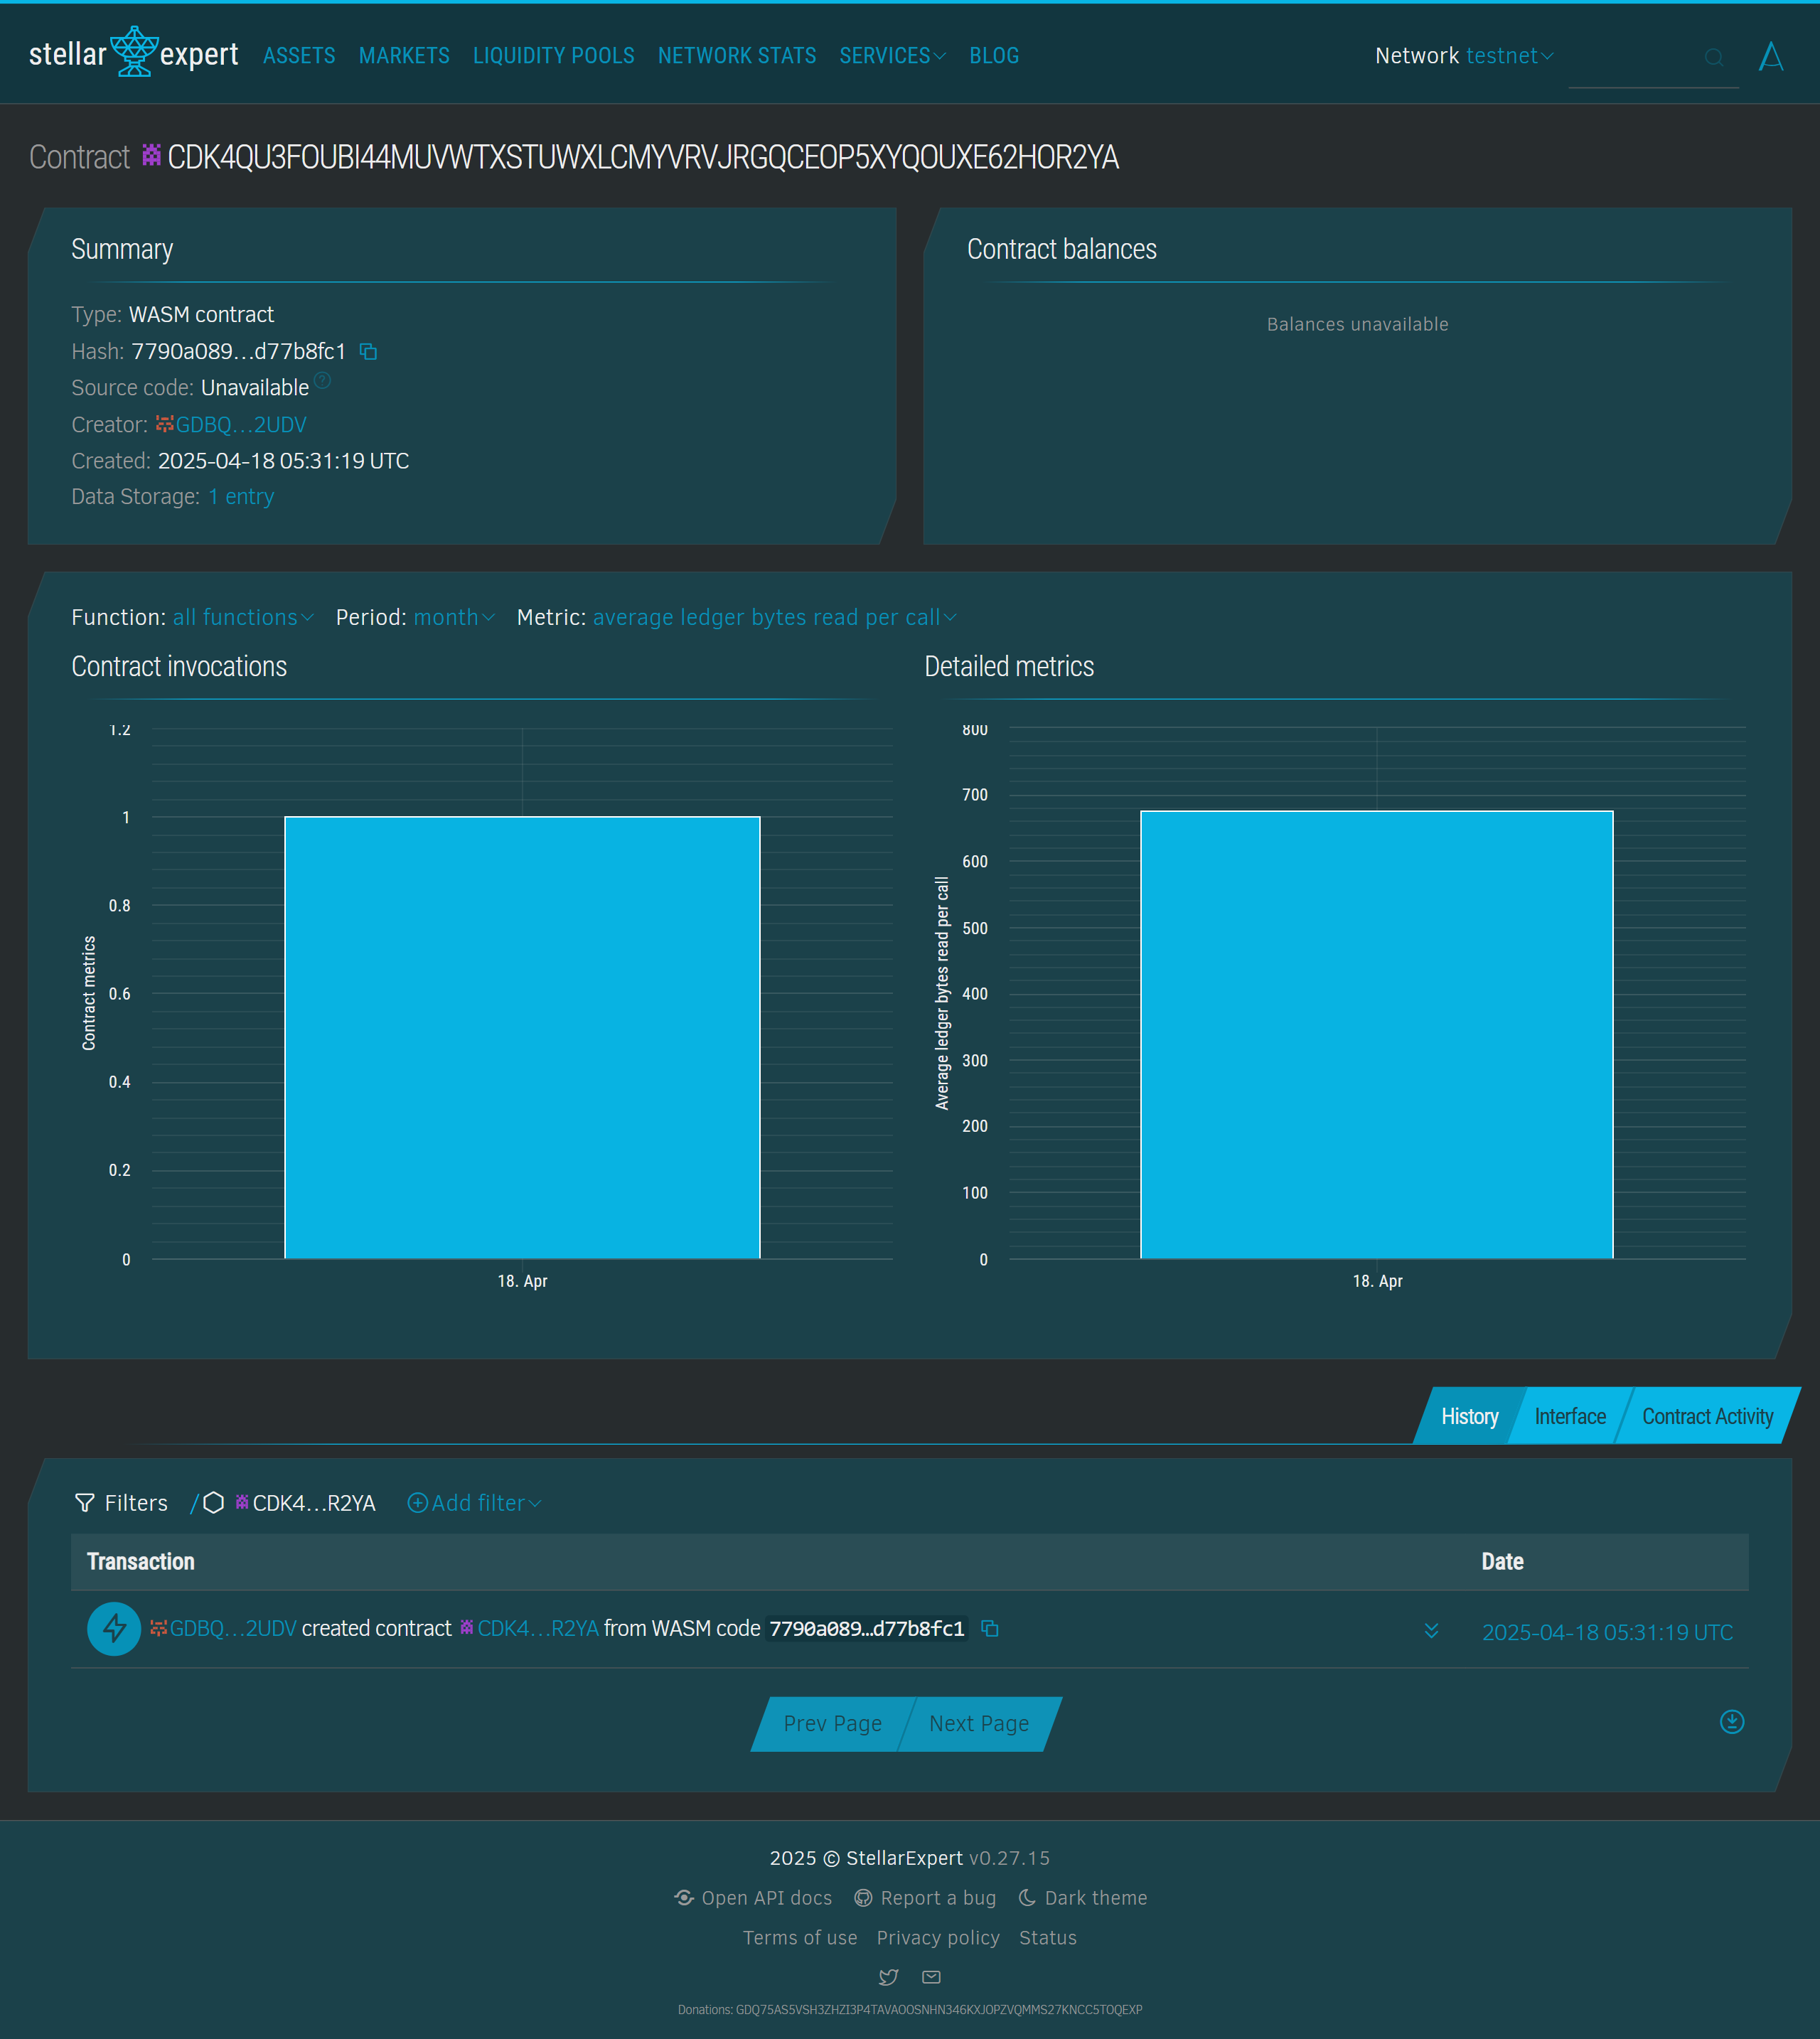 stellar expert ASSETS MARKETS LIQUIDITY POOLS NETWORK STATS SERVICES BLOG Network testnet
Contract CDK4QU3FOUBI44MUVWTXSTUWXLCMYVRVJRGQCEOP5XYQOUXE62HOR2YA
Summary
Type: WASM contract
Hash: 7790a089…d77b8fc1
Source code: Unavailable
Creator: GDBQ…2UDV
Created: 2025-04-18 05:31:19 UTC
Data Storage: 1 entry
Contract balances
Balances unavailable
Function: all functions Period: month Metric: average ledger bytes read per call
Contract invocations
1.2
1
0.8
0.6
0.4
0.2
0
Contract metrics
18. Apr
Detailed metrics
800
700
600
500
400
300
200
100
0
Average ledger bytes read per call
18. Apr
History Interface Contract Activity
Filters / CDK4…R2YA Add filter
Transaction Date
GDBQ…2UDV created contract CDK4…R2YA from WASM code 7790a089…d77b8fc1 2025-04-18 05:31:19 UTC
Prev Page Next Page
2025 © StellarExpert v0.27.15
Open API docs Report a bug Dark theme
Terms of use Privacy policy Status
Donations: GDQ75AS5VSH3ZHZI3P4TAVAOOSNHN346KXJOPZVQMMS27KNCC5TOQEXP